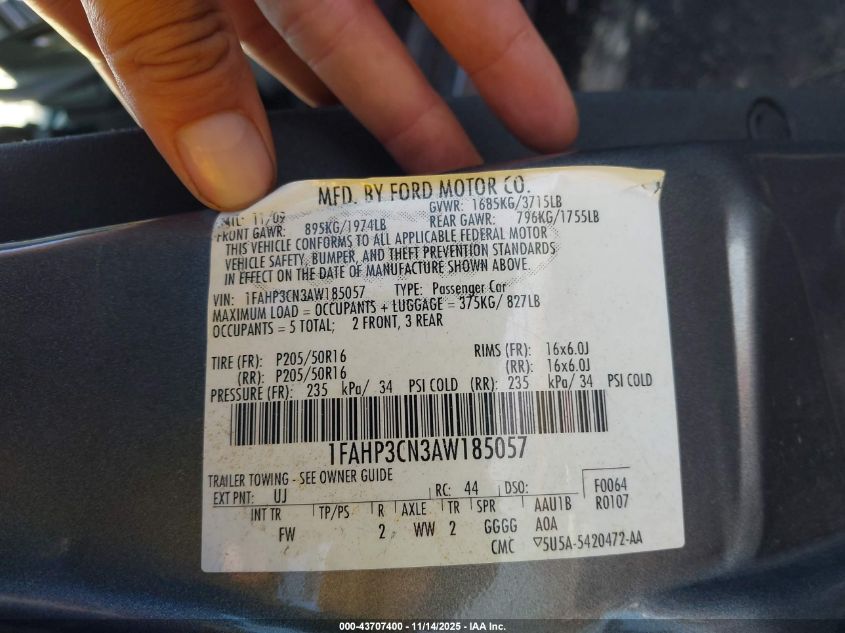 MFD. BY FORD MOTOR CO.
11/09 GVWR: 1685KG/3715LB
FRONT GAWR: 895KG/1974LB REAR GAWR: 796KG/1755LB
THIS VEHICLE CONFORMS TO ALL APPLICABLE FEDERAL MOTOR
VEHICLE SAFETY, BUMPER, AND THEFT PREVENTION STANDARDS
IN EFFECT ON THE DATE OF MANUFACTURE SHOWN ABOVE.
VIN: 1FAHP3CN3AW185057 TYPE: Passenger Car
MAXIMUM LOAD = OCCUPANTS + LUGGAGE = 375KG/ 827LB
OCCUPANTS = 5 TOTAL; 2 FRONT, 3 REAR
TIRE (FR): P205/50R16 RIMS (FR): 16x6.0J
(RR): P205/50R16 (RR): 16x6.0J
PRESSURE (FR): 235 kPa/ 34 PSI COLD (RR): 235 kPa/ 34 PSI COLD
1FAHP3CN3AW185057
TRAILER TOWING - SEE OWNER GUIDE
EXT PNT: UJ RC: 44 DSO: F0064
INT TR TP/PS R AXLE TR SPR AAU1B R0107
FW 2 WW 2 GGGG AOA
CMC ▽5U5A-5420472-AA
000-43707400 - 11/14/2025 - IAA Inc.